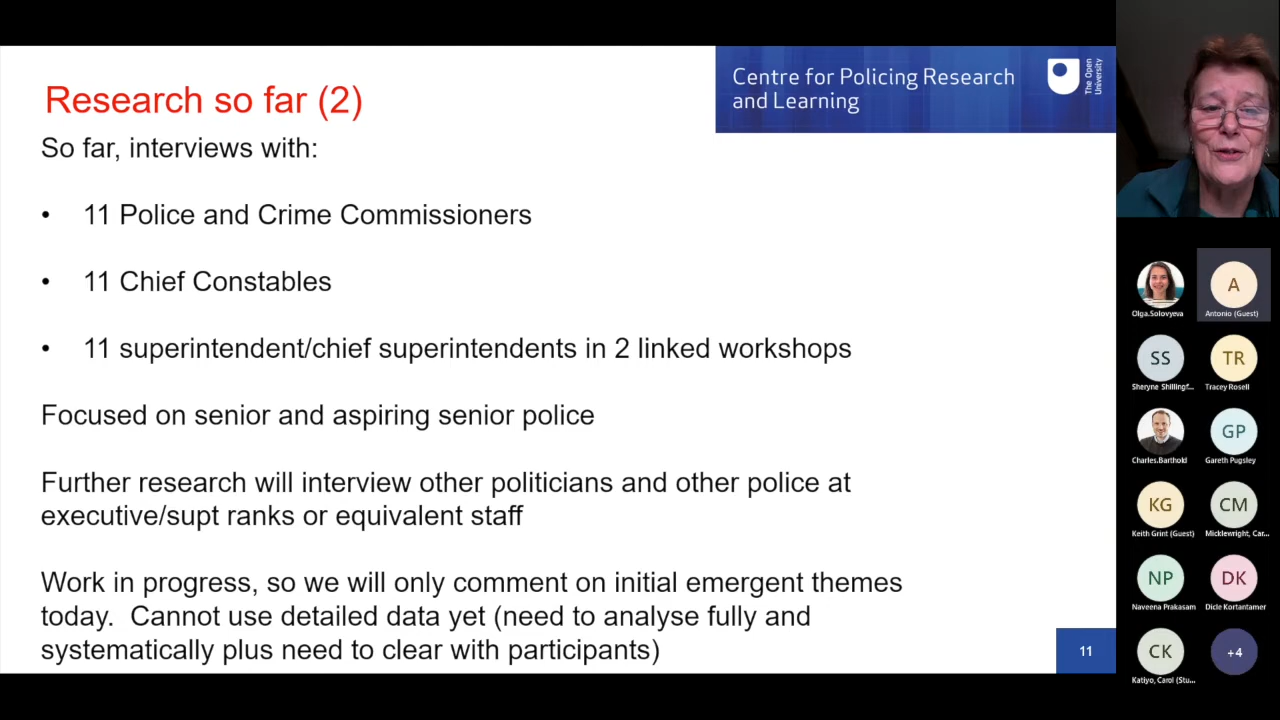 Research so far (2)
Centre for Policing Research
and Learning
The Open
University
So far, interviews with:
• 11 Police and Crime Commissioners
• 11 Chief Constables
• 11 superintendent/chief superintendents in 2 linked workshops
Focused on senior and aspiring senior police
Further research will interview other politicians and other police at
executive/supt ranks or equivalent staff
Work in progress, so we will only comment on initial emergent themes
today. Cannot use detailed data yet (need to analyse fully and
systematically plus need to clear with participants)
11
Olga.Solovyeva
A
Antonio (Guest)
SS
Sheryne Shillingf...
TR
Tracey Rosell
Charles.Barthold
GP
Gareth Pugsley
KG
Keith Grint (Guest)
CM
Micklewright, Car...
NP
Naveena Prakasam
DK
Dicle Kortantamer
CK
Katiyo, Carol (Stu...
+4